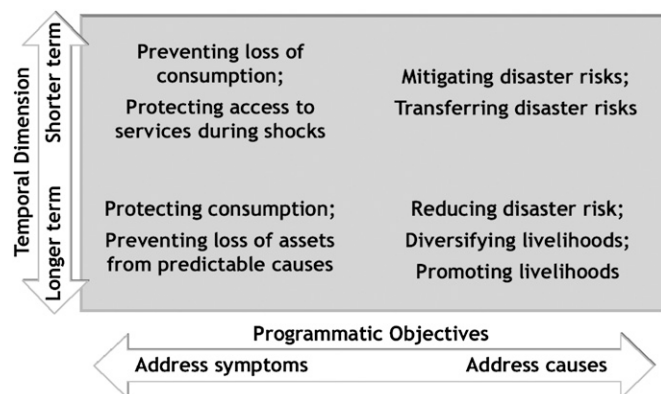 Temporal Dimension
Shorter term
Longer term
Preventing loss of
consumption;
Protecting access to
services during shocks
Mitigating disaster risks;
Transferring disaster risks
Protecting consumption;
Preventing loss of assets
from predictable causes
Reducing disaster risk;
Diversifying livelihoods;
Promoting livelihoods
Programmatic Objectives
Address symptoms
Address causes